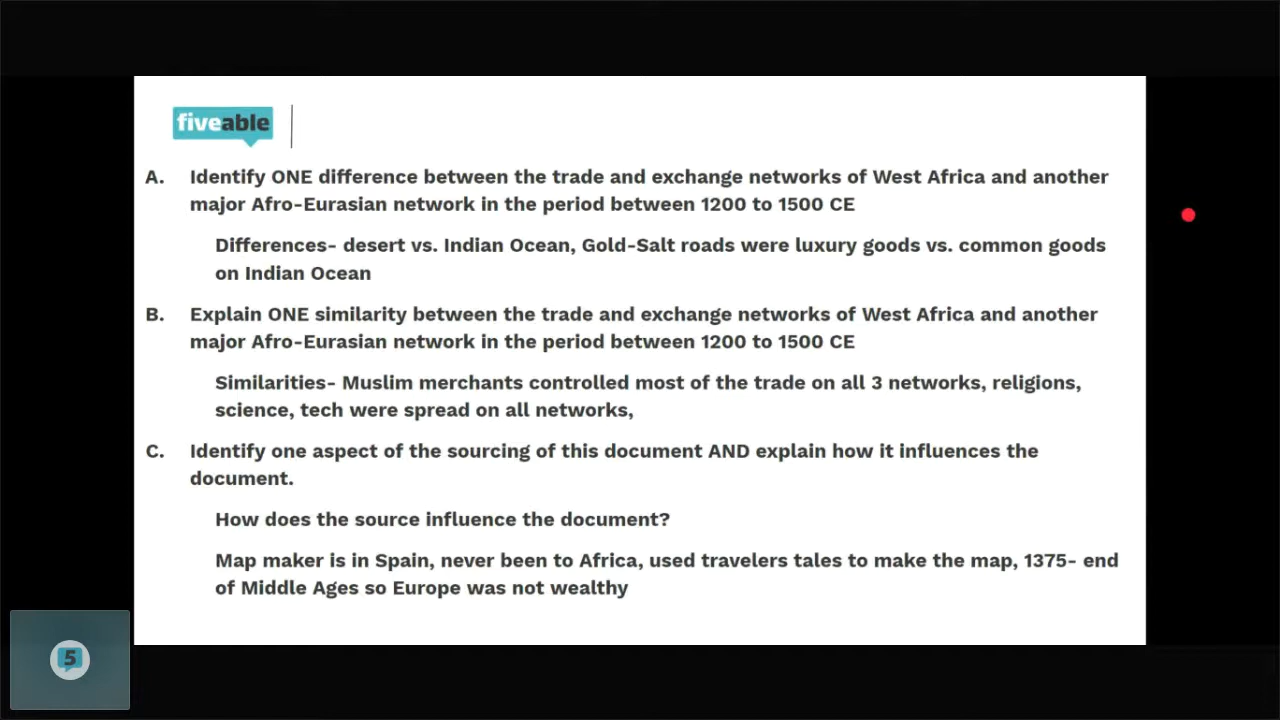 fiveable
A. Identify ONE difference between the trade and exchange networks of West Africa and another
major Afro-Eurasian network in the period between 1200 to 1500 CE
Differences- desert vs. Indian Ocean, Gold-Salt roads were luxury goods vs. common goods
on Indian Ocean
B. Explain ONE similarity between the trade and exchange networks of West Africa and another
major Afro-Eurasian network in the period between 1200 to 1500 CE
Similarities- Muslim merchants controlled most of the trade on all 3 networks, religions,
science, tech were spread on all networks,
C. Identify one aspect of the sourcing of this document AND explain how it influences the
document.
How does the source influence the document?
Map maker is in Spain, never been to Africa, used travelers tales to make the map, 1375- end
of Middle Ages so Europe was not wealthy
5